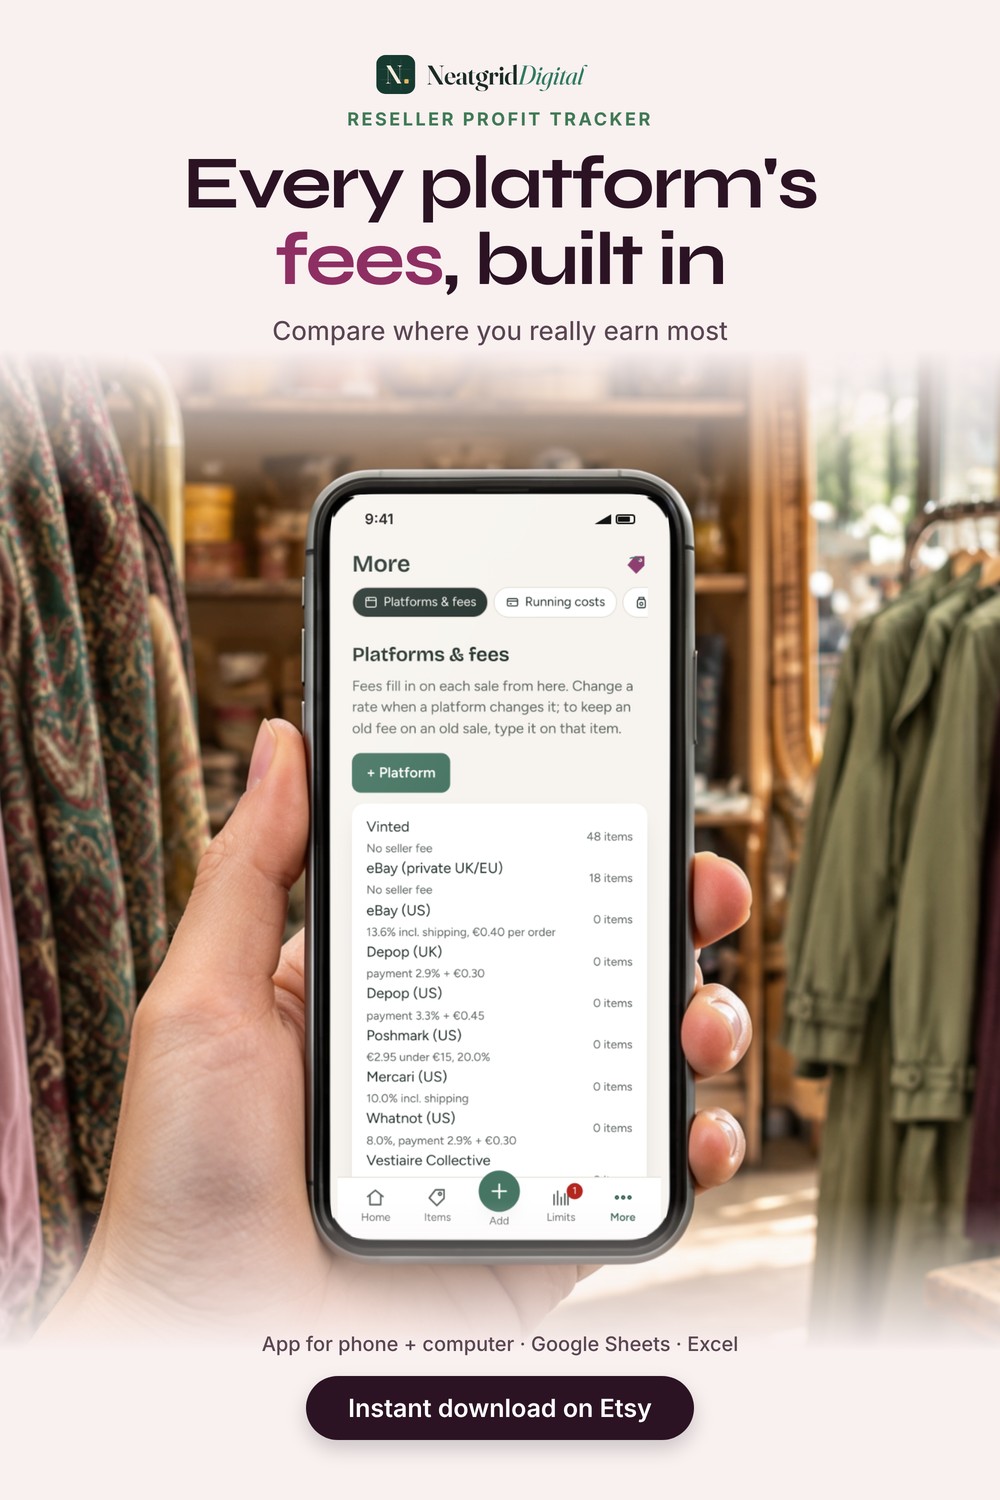 N.
NeatgridDigital
RESELLER PROFIT TRACKER
Every platform's
fees, built in
Compare where you really earn most
9:41
More
Platforms & fees
Running costs
Platforms & fees
Fees fill in on each sale from here. Change a
rate when a platform changes it; to keep an
old fee on an old sale, type it on that item.
+ Platform
Vinted
48 items
No seller fee
eBay (private UK/EU)
18 items
No seller fee
eBay (US)
0 items
13.6% incl. shipping, €0.40 per order
Depop (UK)
0 items
payment 2.9% + €0.30
Depop (US)
0 items
payment 3.3% + €0.45
Poshmark (US)
0 items
€2.95 under €15, 20.0%
Mercari (US)
0 items
10.0% incl. shipping
Whatnot (US)
0 items
8.0%, payment 2.9% + €0.30
Vestiaire Collective
Home
Items
Add
1
Limits
More
App for phone + computer · Google Sheets · Excel
Instant download on Etsy